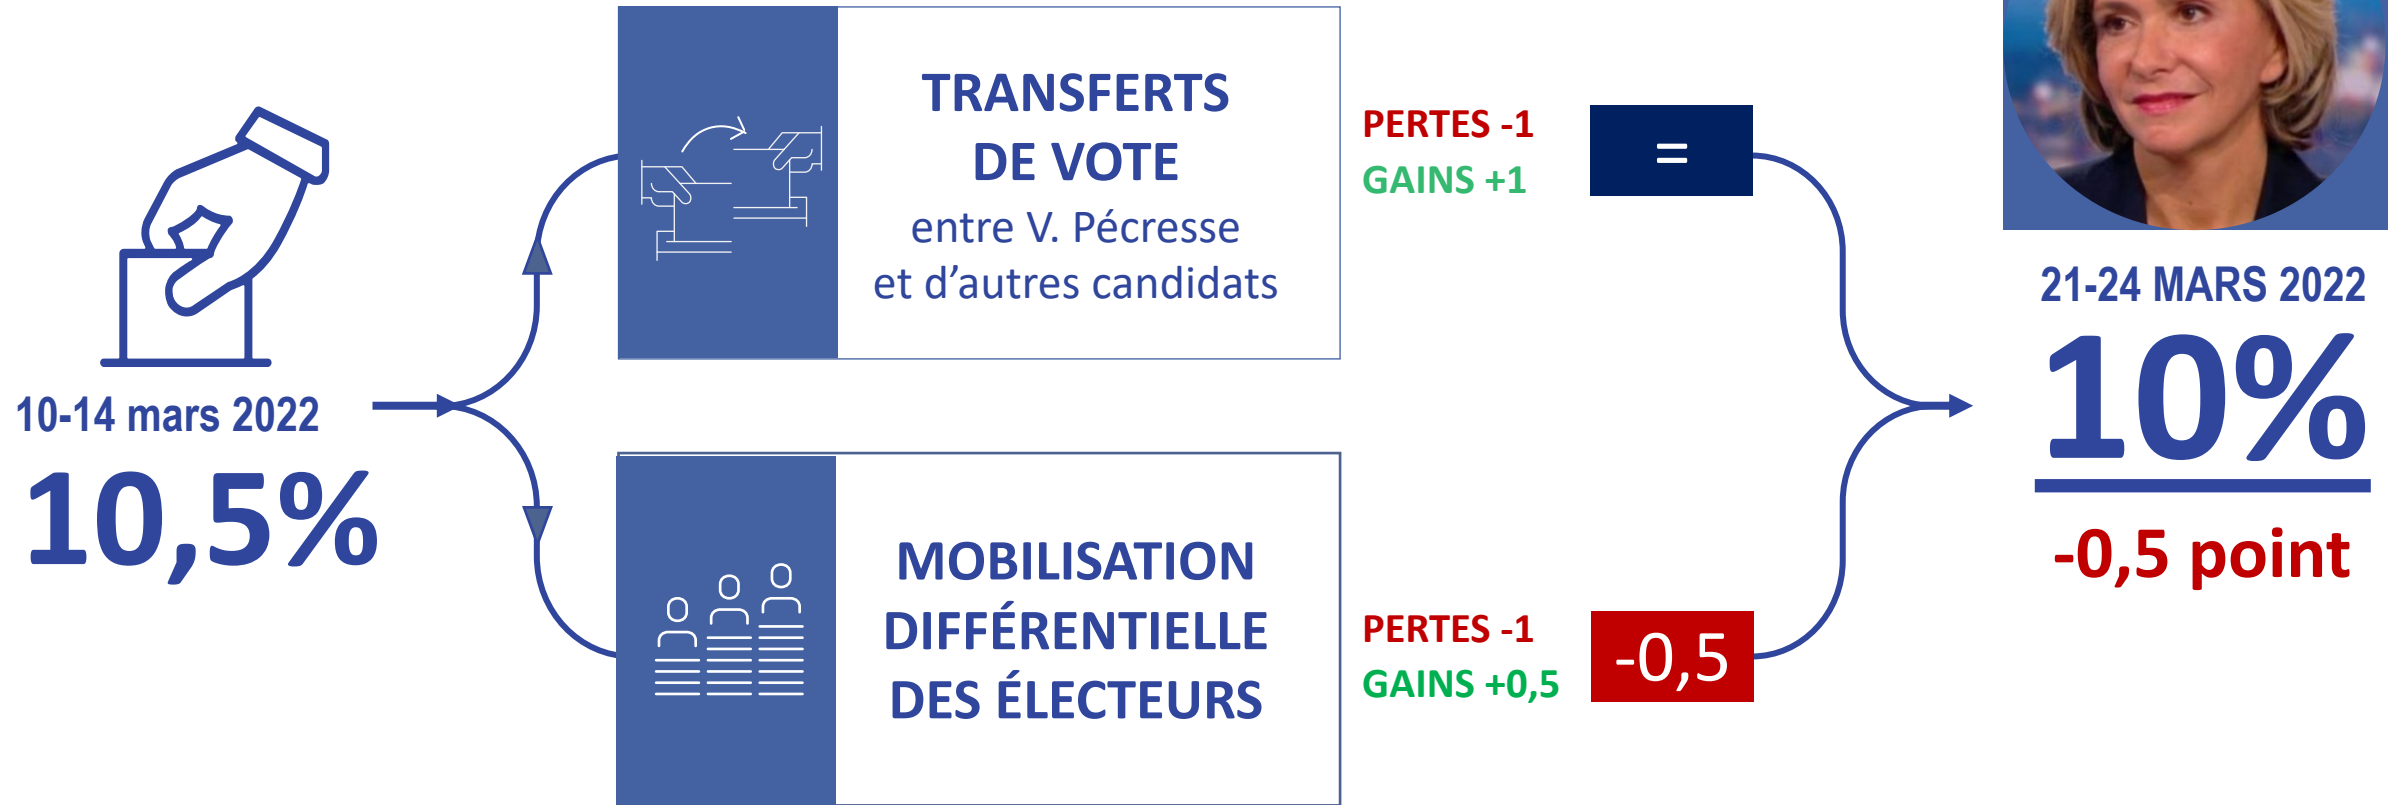 10-14 mars 2022
10,5%
TRANSFERTS
DE VOTE
entre V. Pécresse
et d’autres candidats
PERTES -1
GAINS +1
=
MOBILISATION
DIFFÉRENTIELLE
DES ÉLECTEURS
PERTES -1
GAINS +0,5
-0,5
21-24 MARS 2022
10%
-0,5 point